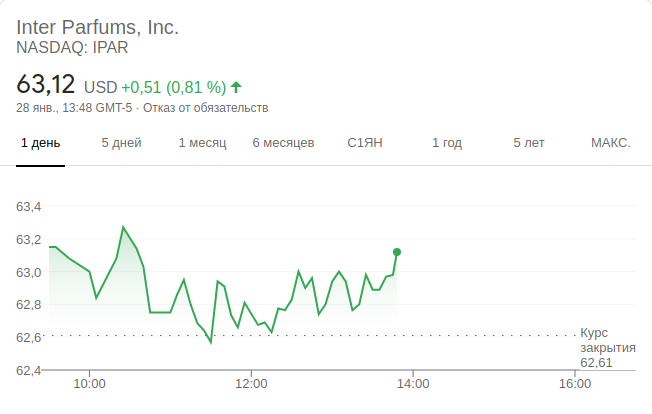 Inter Parfums, Inc.
NASDAQ: IPAR
63,12 USD +0,51 (0,81 %)
28 янв., 13:48 GMT-5 · Отказ от обязательств
1 день 5 дней 1 месяц 6 месяцев С1ЯН 1 год 5 лет МАКС.
63,4
63,2
63,0
62,8
62,6
Курс
закрытия
62,61
62,4
10:00 12:00 14:00 16:00